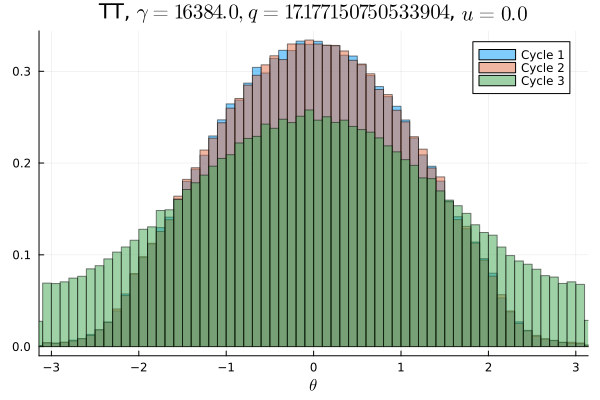 TT, γ = 16384.0, q = 17.177150750533904, u = 0.0
Cycle 1
Cycle 2
Cycle 3
0.3
0.2
0.1
0.0
−3 −2 −1 0 1 2 3
θ